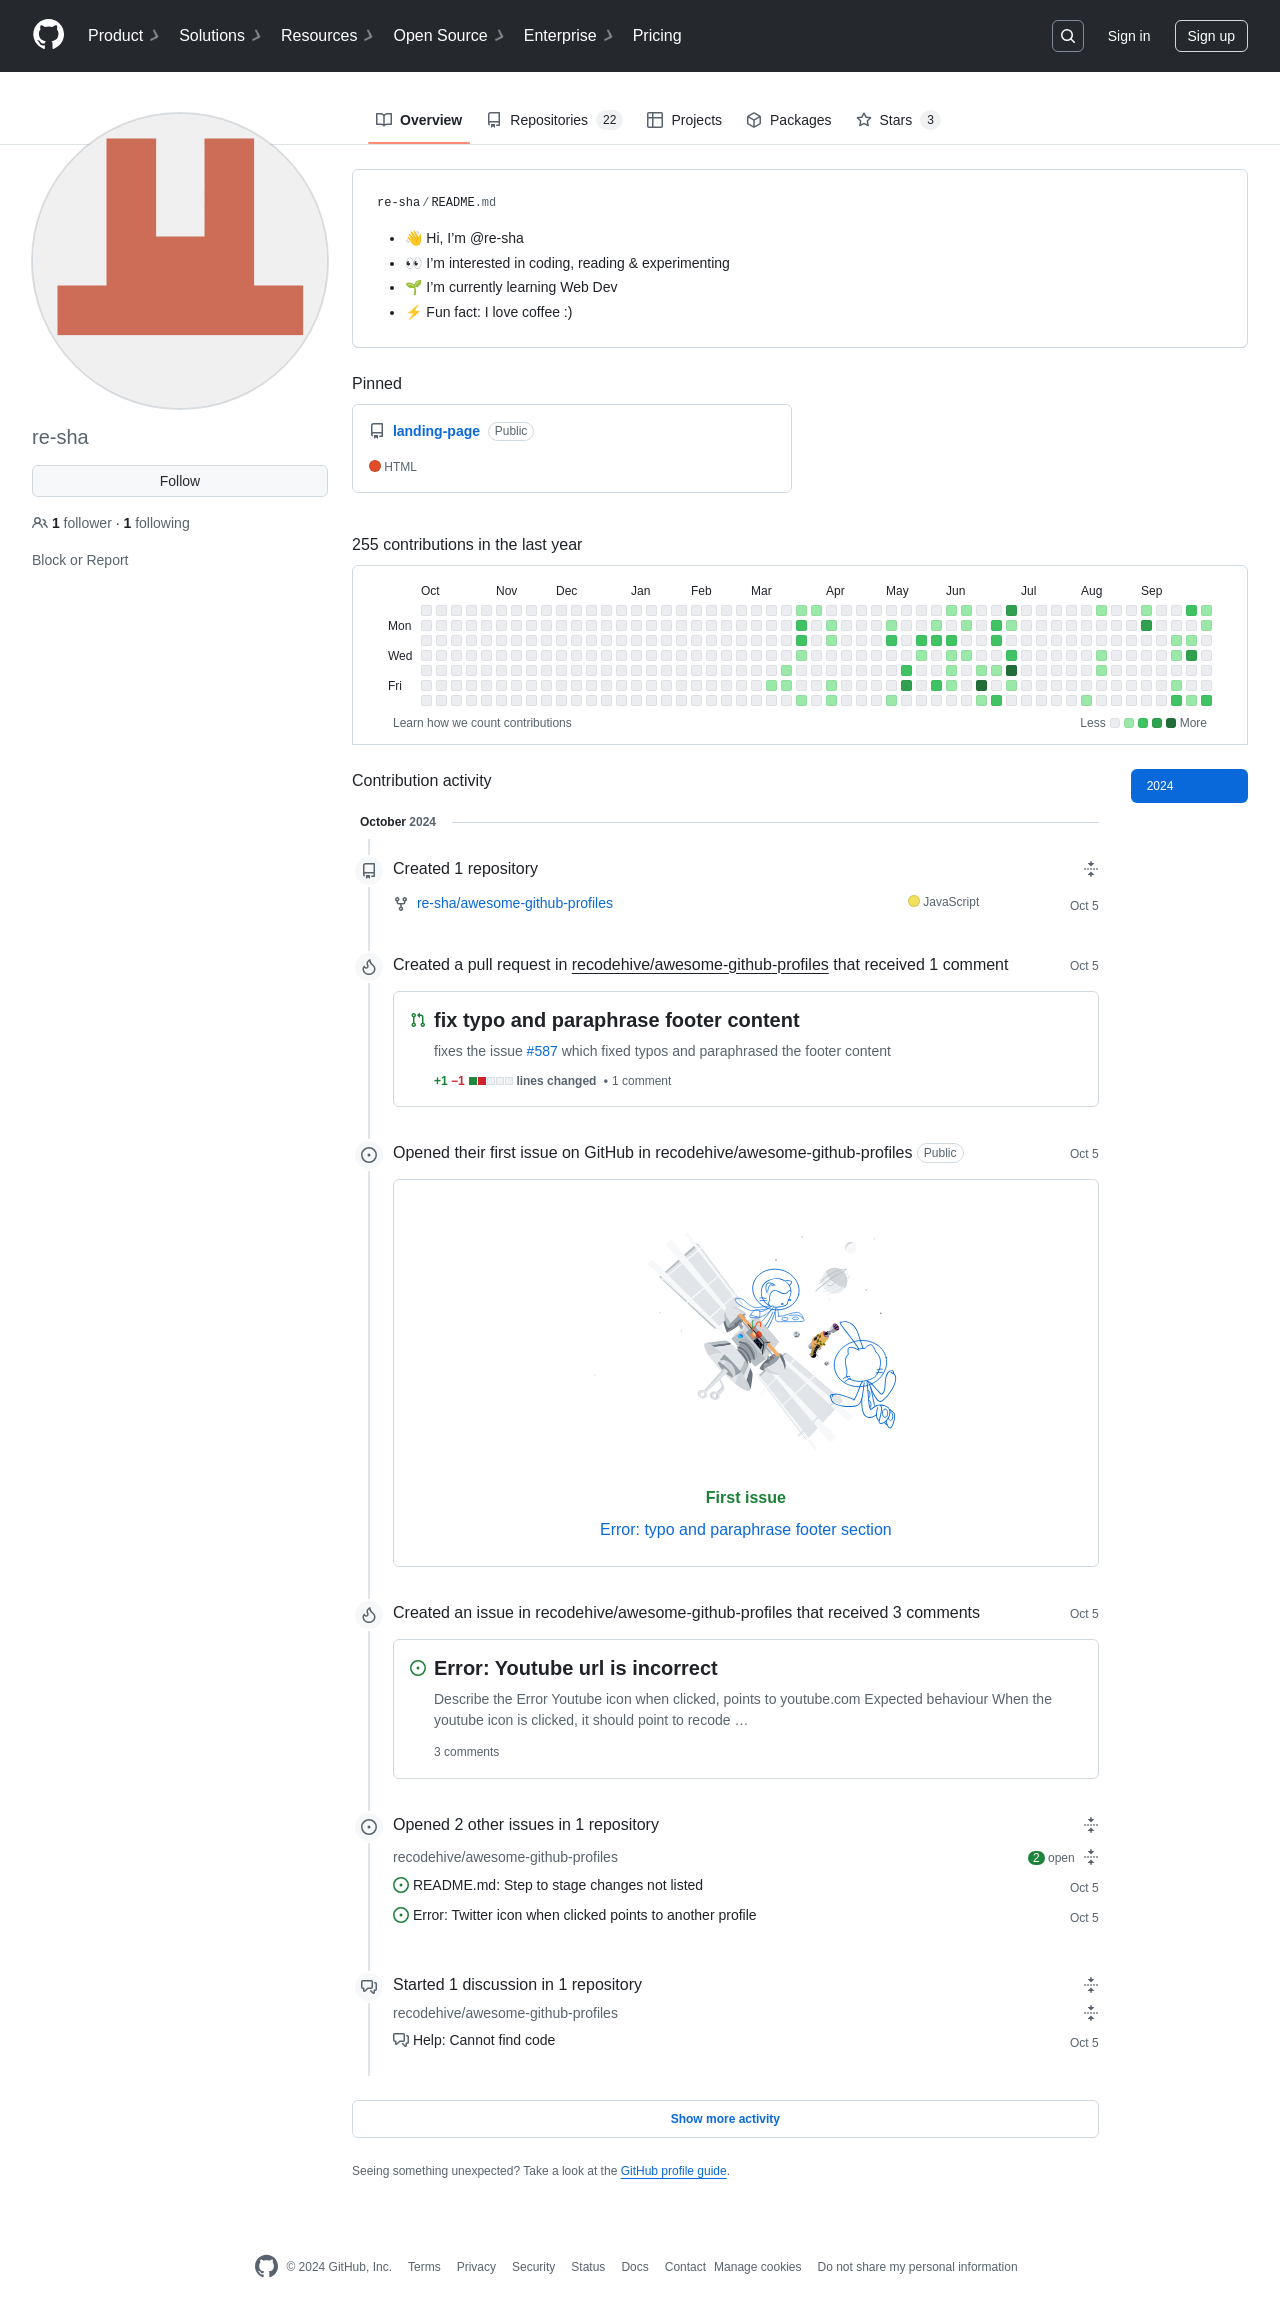 Product Solutions Resources Open Source Enterprise Pricing Sign in Sign up
Overview Repositories 22 Projects Packages Stars 3
re-sha
Follow
1 follower · 1 following
Block or Report
re-sha/README.md
👋 Hi, I’m @re-sha
👀 I’m interested in coding, reading & experimenting
🌱 I’m currently learning Web Dev
⚡ Fun fact: I love coffee :)
Pinned
landing-page Public
HTML
255 contributions in the last year
Oct Nov Dec Jan Feb Mar Apr May Jun Jul Aug Sep
Mon
Wed
Fri
Learn how we count contributions Less More
Contribution activity 2024
October 2024
Created 1 repository
re-sha/awesome-github-profiles JavaScript Oct 5
Created a pull request in recodehive/awesome-github-profiles that received 1 comment Oct 5
fix typo and paraphrase footer content
fixes the issue #587 which fixed typos and paraphrased the footer content
+1 −1 lines changed • 1 comment
Opened their first issue on GitHub in recodehive/awesome-github-profiles Public Oct 5
First issue
Error: typo and paraphrase footer section
Created an issue in recodehive/awesome-github-profiles that received 3 comments Oct 5
Error: Youtube url is incorrect
Describe the Error Youtube icon when clicked, points to youtube.com Expected behaviour When the
youtube icon is clicked, it should point to recode …
3 comments
Opened 2 other issues in 1 repository
recodehive/awesome-github-profiles 2 open
README.md: Step to stage changes not listed Oct 5
Error: Twitter icon when clicked points to another profile Oct 5
Started 1 discussion in 1 repository
recodehive/awesome-github-profiles
Help: Cannot find code Oct 5
Show more activity
Seeing something unexpected? Take a look at the GitHub profile guide.
© 2024 GitHub, Inc. Terms Privacy Security Status Docs Contact Manage cookies Do not share my personal information